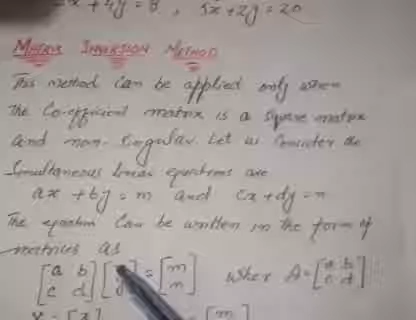 x + 4y = 8 , 5x + 2y = 20
MATRIX INVERSION METHOD
This method can be applied only when
the Co-efficient matrix is a square matrix
and non-singular. Let us consider the
Simultaneous linear equations are
ax + by = m and cx + dy = n
The equation can be written in the form of
matrices as
[a b] [m] where A = [a b]
[c d] [n] [c d]
[x] [m]